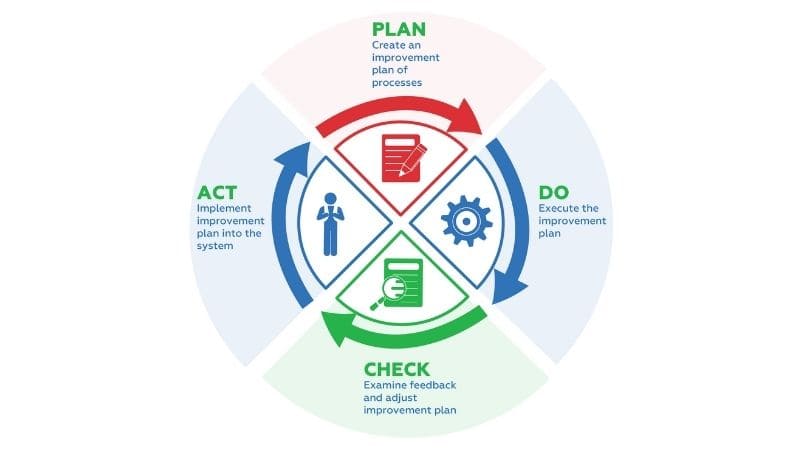 PLAN
Create an
improvement
plan of
processes
DO
Execute the
improvement
plan
CHECK
Examine feedback
and adjust
improvement plan
ACT
Implement
improvement
plan into the
system